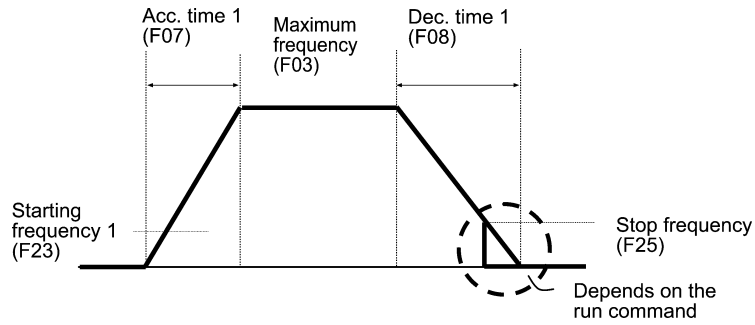 Acc. time 1
(F07)
Maximum
frequency
(F03)
Dec. time 1
(F08)
Starting
frequency 1
(F23)
Stop frequency
(F25)
Depends on the
run command